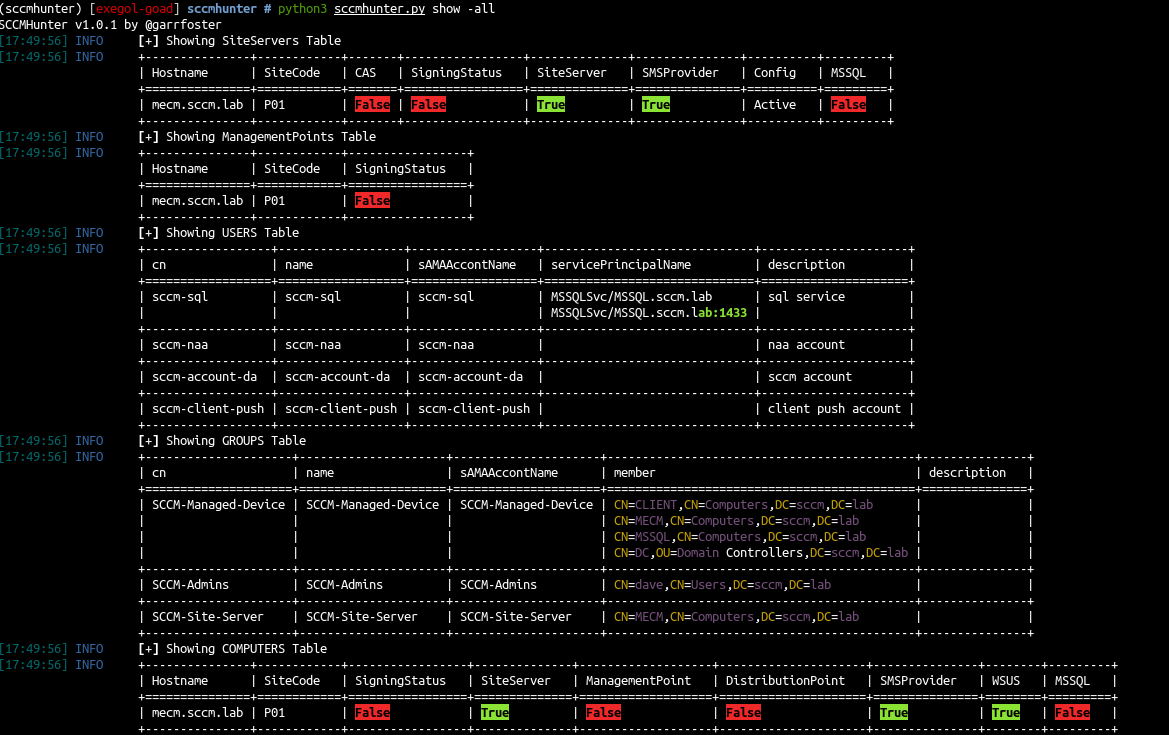 (sccmhunter) [exegol-goad] sccmhunter # python3 sccmhunter.py show -all
SCCMHunter v1.0.1 by @garrfoster
[17:49:56] INFO [+] Showing SiteServers Table
[17:49:56] INFO +---------------+------------+-------+-----------------+--------------+---------------+----------+---------+
| Hostname | SiteCode | CAS | SigningStatus | SiteServer | SMSProvider | Config | MSSQL |
+===============+============+=======+=================+==============+===============+==========+=========+
| mecm.sccm.lab | P01 | False | False | True | True | Active | False |
+---------------+------------+-------+-----------------+--------------+---------------+----------+---------+
[17:49:56] INFO [+] Showing ManagementPoints Table
[17:49:56] INFO +---------------+------------+-----------------+
| Hostname | SiteCode | SigningStatus |
+===============+============+=================+
| mecm.sccm.lab | P01 | False |
+---------------+------------+-----------------+
[17:49:56] INFO [+] Showing USERS Table
[17:49:56] INFO +------------------+------------------+------------------+------------------------------+---------------------+
| cn | name | sAMAAccontName | servicePrincipalName | description |
+==================+==================+==================+==============================+=====================+
| sccm-sql | sccm-sql | sccm-sql | MSSQLSvc/MSSQL.sccm.lab | sql service |
| | | | MSSQLSvc/MSSQL.sccm.lab:1433 | |
+------------------+------------------+------------------+------------------------------+---------------------+
| sccm-naa | sccm-naa | sccm-naa | | naa account |
+------------------+------------------+------------------+------------------------------+---------------------+
| sccm-account-da | sccm-account-da | sccm-account-da | | sccm account |
+------------------+------------------+------------------+------------------------------+---------------------+
| sccm-client-push | sccm-client-push | sccm-client-push | | client push account |
+------------------+------------------+------------------+------------------------------+---------------------+
[17:49:56] INFO [+] Showing GROUPS Table
[17:49:56] INFO +---------------------+---------------------+---------------------+--------------------------------------------+---------------+
| cn | name | sAMAAccontName | member | description |
+=====================+=====================+=====================+============================================+===============+
| SCCM-Managed-Device | SCCM-Managed-Device | SCCM-Managed-Device | CN=CLIENT,CN=Computers,DC=sccm,DC=lab | |
| | | | CN=MECM,CN=Computers,DC=sccm,DC=lab | |
| | | | CN=MSSQL,CN=Computers,DC=sccm,DC=lab | |
| | | | CN=DC,OU=Domain Controllers,DC=sccm,DC=lab | |
+---------------------+---------------------+---------------------+--------------------------------------------+---------------+
| SCCM-Admins | SCCM-Admins | SCCM-Admins | CN=dave,CN=Users,DC=sccm,DC=lab | |
+---------------------+---------------------+---------------------+--------------------------------------------+---------------+
| SCCM-Site-Server | SCCM-Site-Server | SCCM-Site-Server | CN=MECM,CN=Computers,DC=sccm,DC=lab | |
+---------------------+---------------------+---------------------+--------------------------------------------+---------------+
[17:49:56] INFO [+] Showing COMPUTERS Table
[17:49:56] INFO +---------------+------------+-----------------+--------------+-------------------+---------------------+---------------+--------+---------+
| Hostname | SiteCode | SigningStatus | SiteServer | ManagementPoint | DistributionPoint | SMSProvider | WSUS | MSSQL |
+===============+============+=================+==============+===================+=====================+===============+========+=========+
| mecm.sccm.lab | P01 | False | True | False | False | True | True | False |
+---------------+------------+-----------------+--------------+-------------------+---------------------+---------------+--------+---------+